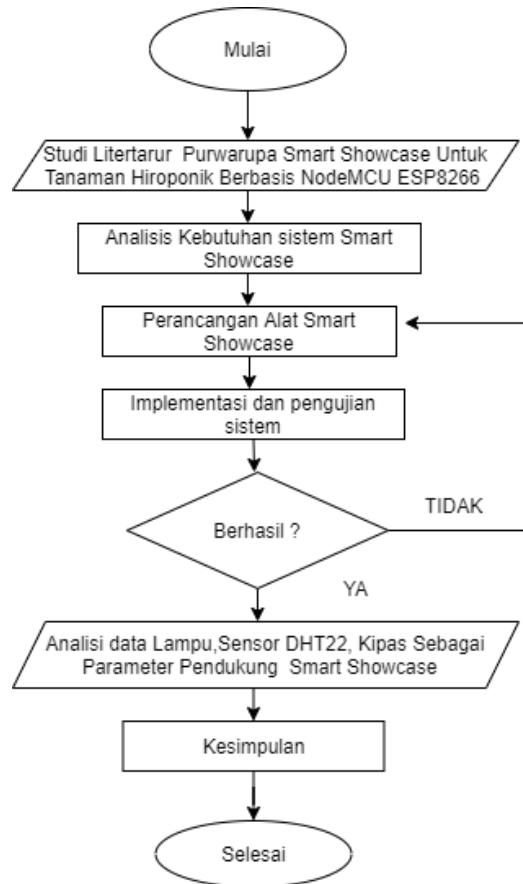 Mulai
Studi Litertarur Purwarupa Smart Showcase Untuk
Tanaman Hiroponik Berbasis NodeMCU ESP8266
Analisis Kebutuhan sistem Smart
Showcase
Perancangan Alat Smart
Showcase
Implementasi dan pengujian
sistem
Berhasil ?
TIDAK
YA
Analisi data Lampu,Sensor DHT22, Kipas Sebagai
Parameter Pendukung Smart Showcase
Kesimpulan
Selesai